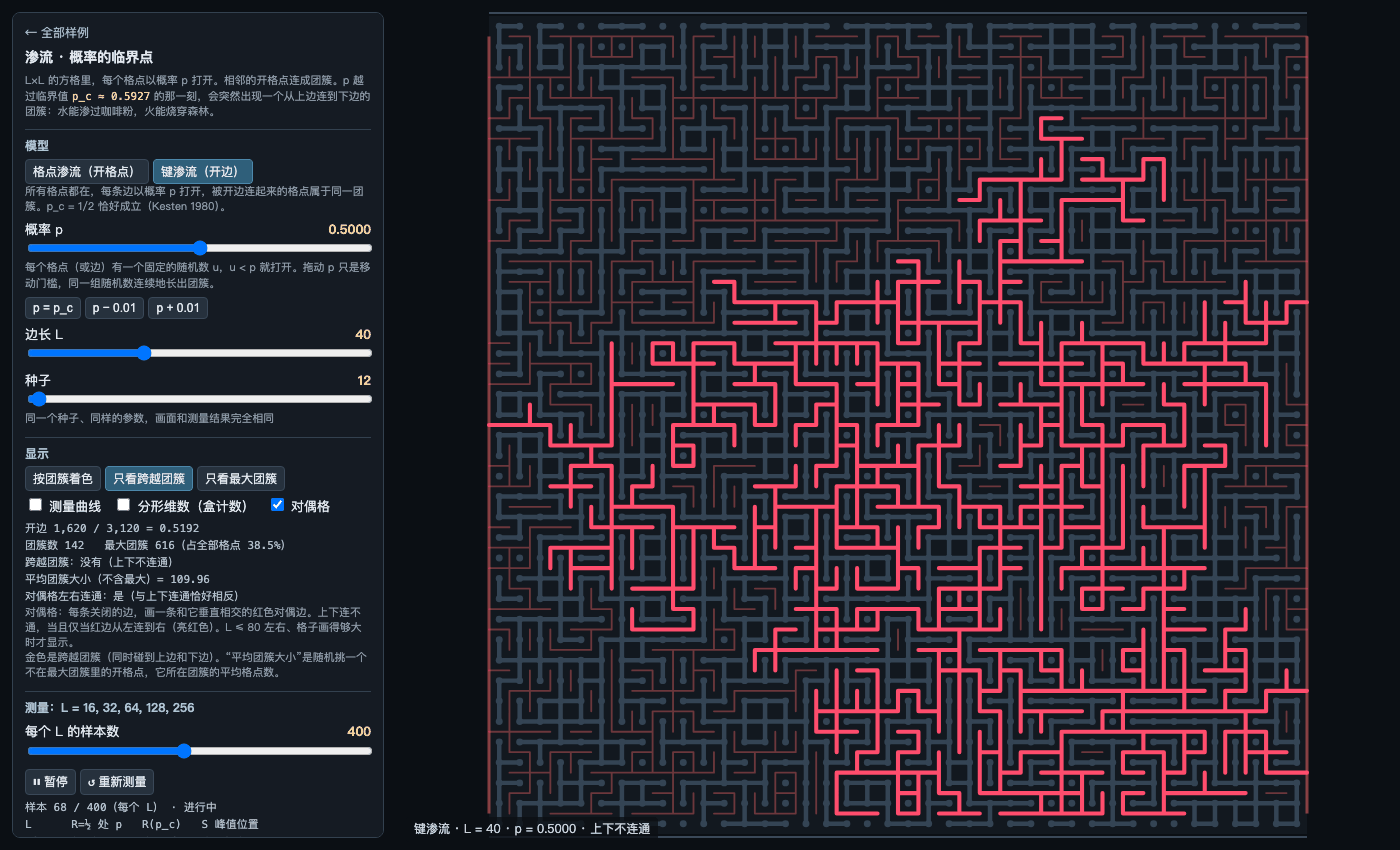 ← 全部样例
渗流 · 概率的临界点
L×L 的方格里，每个格点以概率 p 打开。相邻的开格点连成团簇。p 越
过临界值 p_c ≈ 0.5927 的那一刻，会突然出现一个从上边连到下边的
团簇：水能渗过咖啡粉，火能烧穿森林。
模型
格点渗流（开格点） 键渗流（开边）
所有格点都在，每条边以概率 p 打开，被开边连起来的格点属于同一团
簇。p_c = 1/2 恰好成立（Kesten 1980）。
概率 p 0.5000
每个格点（或边）有一个固定的随机数 u，u < p 就打开。拖动 p 只是移
动门槛，同一组随机数连续地长出团簇。
p = p_c p − 0.01 p + 0.01
边长 L 40
种子 12
同一个种子、同样的参数，画面和测量结果完全相同
显示
按团簇着色 只看跨越团簇 只看最大团簇
测量曲线 分形维数（盒计数） 对偶格
开边 1,620 / 3,120 = 0.5192
团簇数 142 最大团簇 616（占全部格点 38.5%）
跨越团簇：没有（上下不连通）
平均团簇大小（不含最大）= 109.96
对偶格左右连通：是（与上下连通恰好相反）
对偶格：每条关闭的边，画一条和它垂直相交的红色对偶边。上下连不
通，当且仅当红边从左连到右（亮红色）。L ≤ 80 左右、格子画得够大
时才显示。
金色是跨越团簇（同时碰到上边和下边）。“平均团簇大小”是随机挑一个
不在最大团簇里的开格点，它所在团簇的平均格点数。
测量：L = 16, 32, 64, 128, 256
每个 L 的样本数 400
⏸ 暂停 ↺ 重新测量
样本 68 / 400（每个 L） · 进行中
L R=½ 处 p R(p_c) S 峰值位置
键渗流 · L = 40 · p = 0.5000 · 上下不连通